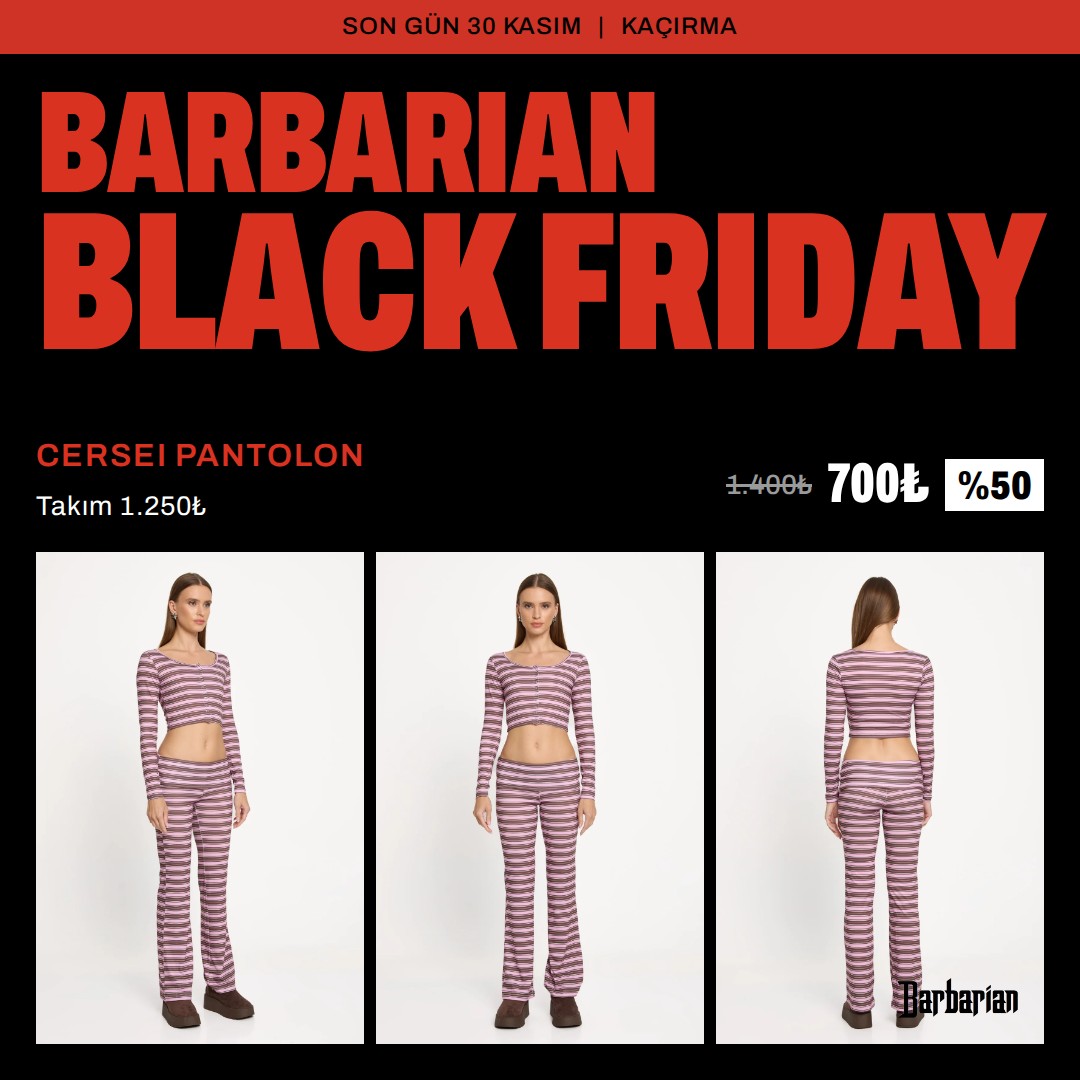 SON GÜN 30 KASIM | KAÇIRMA
BARBARIAN
BLACK FRIDAY
CERSEI PANTOLON
Takım 1.250₺
1.400₺ 700₺ %50
Barbarian